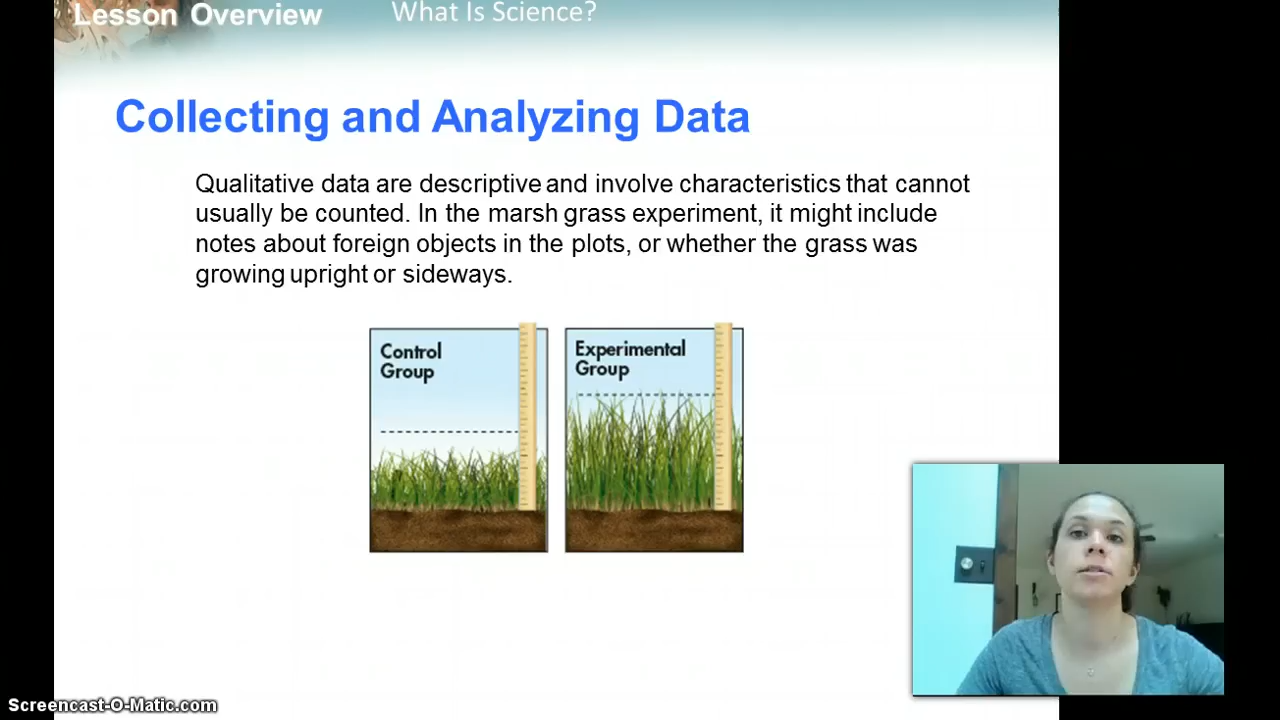 Lesson Overview What Is Science?
Collecting and Analyzing Data
Qualitative data are descriptive and involve characteristics that cannot
usually be counted. In the marsh grass experiment, it might include
notes about foreign objects in the plots, or whether the grass was
growing upright or sideways.
Control
Group
Experimental
Group
Screencast-O-Matic.com